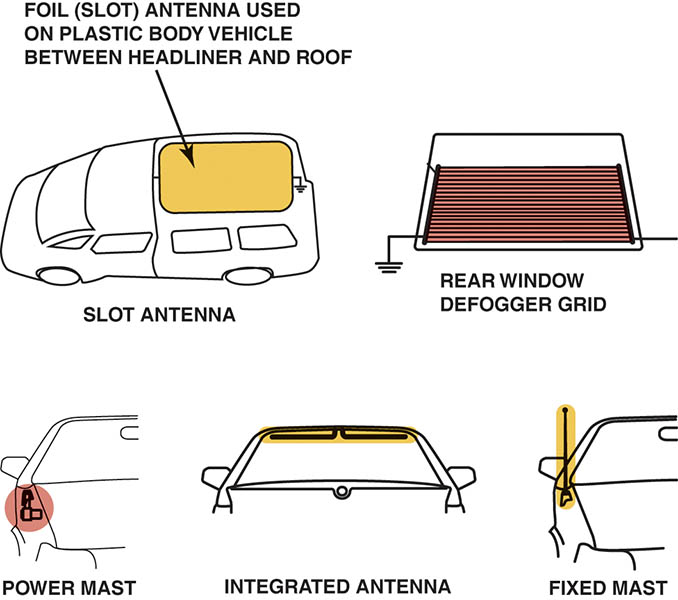 FOIL (SLOT) ANTENNA USED
ON PLASTIC BODY VEHICLE
BETWEEN HEADLINER AND ROOF
SLOT ANTENNA
REAR WINDOW
DEFOGGER GRID
POWER MAST
INTEGRATED ANTENNA
FIXED MAST